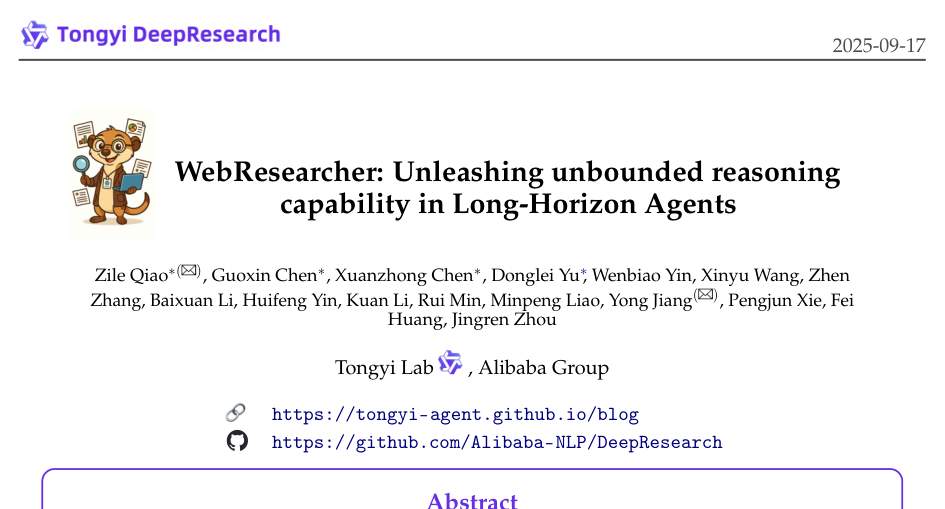 Tongyi DeepResearch
2025-09-17
WebResearcher: Unleashing unbounded reasoning
capability in Long-Horizon Agents
Zile Qiao*(✉), Guoxin Chen*, Xuanzhong Chen*, Donglei Yu*, Wenbiao Yin, Xinyu Wang, Zhen
Zhang, Baixuan Li, Huifeng Yin, Kuan Li, Rui Min, Minpeng Liao, Yong Jiang(✉), Pengjun Xie, Fei
Huang, Jingren Zhou
Tongyi Lab , Alibaba Group
https://tongyi-agent.github.io/blog
https://github.com/Alibaba-NLP/DeepResearch
Abstract